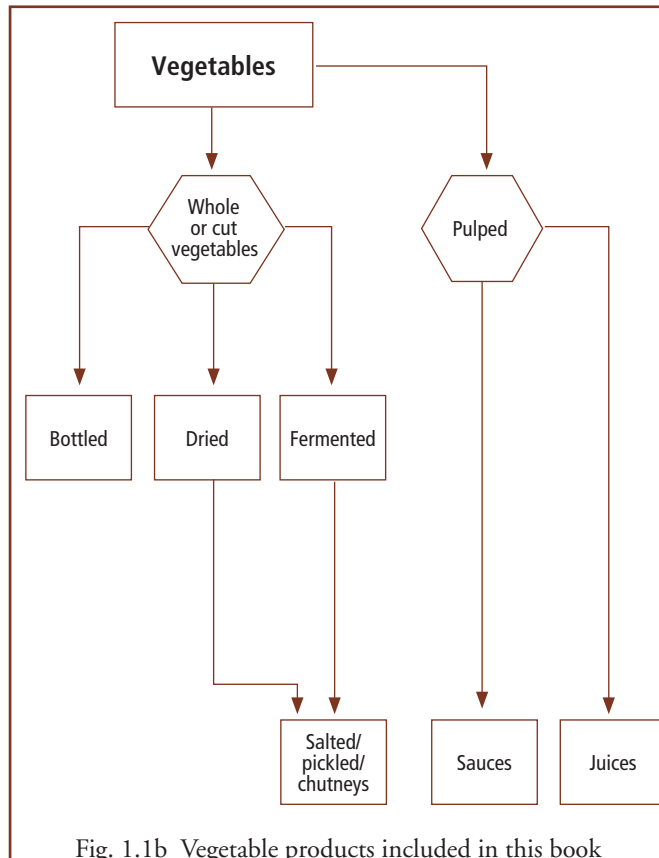 Vegetables
Whole
or cut
vegetables
Pulped
Bottled
Dried
Fermented
Salted/
pickled/
chutneys
Sauces
Juices
Fig. 1.1b Vegetable products included in this book